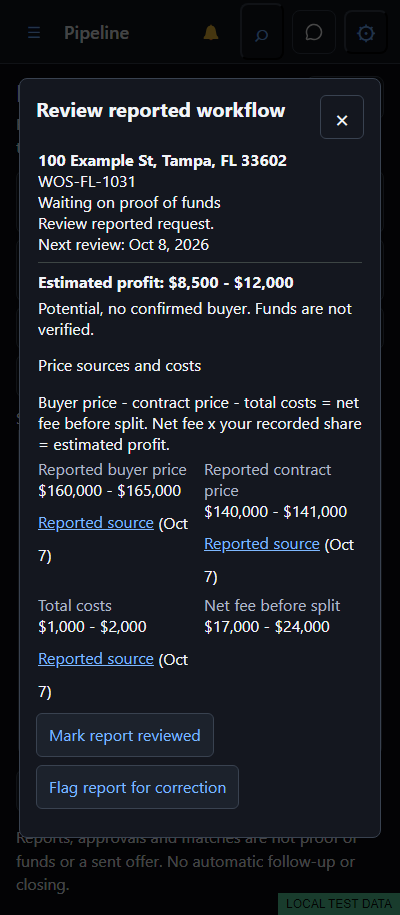 Pipeline
Review reported workflow
100 Example St, Tampa, FL 33602
WOS-FL-1031
Waiting on proof of funds
Review reported request.
Next review: Oct 8, 2026
Estimated profit: $8,500 - $12,000
Potential, no confirmed buyer. Funds are not
verified.
Price sources and costs
Buyer price - contract price - total costs = net
fee before split. Net fee x your recorded share
= estimated profit.
Reported buyer price
$160,000 - $165,000
Reported source (Oct
7)
Reported contract
price
$140,000 - $141,000
Reported source (Oct
7)
Total costs
$1,000 - $2,000
Reported source (Oct
7)
Net fee before split
$17,000 - $24,000
Mark report reviewed
Flag report for correction
Reports, approvals and matches are not proof of
funds or a sent offer. No automatic follow-up or
closing.
LOCAL TEST DATA